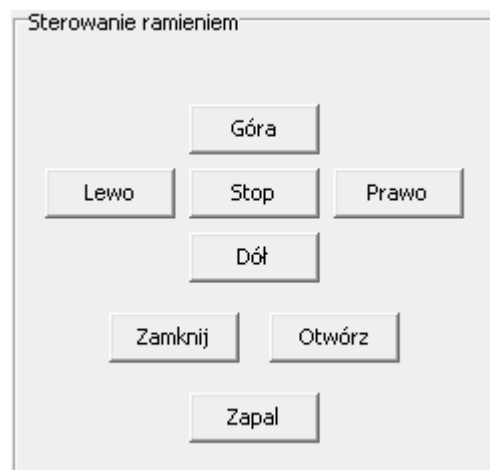 Sterowanie ramieniem
Góra
Lewo Stop Prawo
Dół
Zamknij Otwórz
Zapal